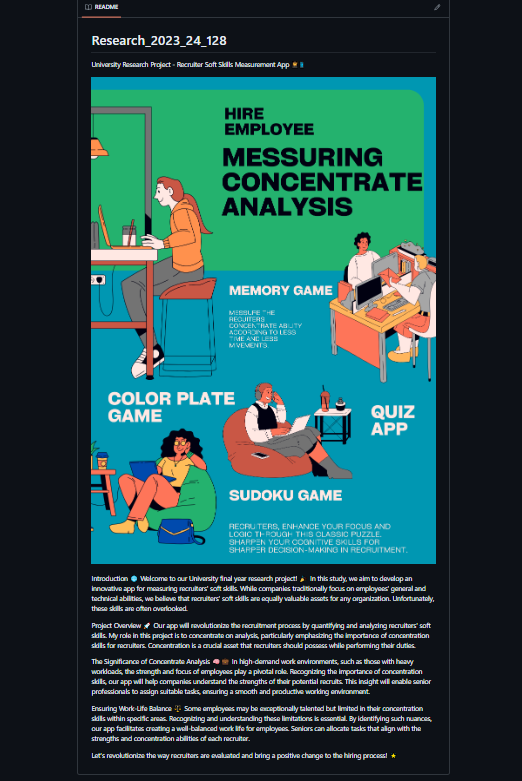 README
Research_2023_24_128
University Research Project - Recruiter Soft Skills Measurement App
HIRE
EMPLOYEE
MESSURING
CONCENTRATE
ANALYSIS
MEMORY GAME
MESSURE THE
RECUITERS
CONCENTRATE ABILITY
ACCORDING TO LESS
TIME AND LESS
MVEMENTS
COLOR PLATE
GAME
QUIZ
APP
SUDOKU GAME
RECRUITERS, ENHANCE YOUR FOCUS AND
LOGIC THROUGH THIS CLASSIC PUZZLE.
SHARPEN YOUR COGNITIVE SKILLS FOR
SHARPER DECISION-MAKING IN RECRUITMENT.
Introduction 🌐 Welcome to our University final year research project! 🎉 In this study, we aim to develop an
innovative app for measuring recruiters' soft skills. While companies traditionally focus on employees' general and
technical abilities, we believe that recruiters' soft skills are equally valuable assets for any organization. Unfortunately,
these skills are often overlooked.
Project Overview 🚀 Our app will revolutionize the recruitment process by quantifying and analyzing recruiters' soft
skills. My role in this project is to concentrate on analysis, particularly emphasizing the importance of concentration
skills for recruiters. Concentration is a crucial asset that recruiters should possess while performing their duties.
The Significance of Concentrate Analysis 🧠💼 In high-demand work environments, such as those with heavy
workloads, the strength and focus of employees play a pivotal role. Recognizing the importance of concentration
skills, our app will help companies understand the strengths of their potential recruits. This insight will enable senior
professionals to assign suitable tasks, ensuring a smooth and productive working environment.
Ensuring Work-Life Balance ⚖️ Some employees may be exceptionally talented but limited in their concentration
skills within specific areas. Recognizing and understanding these limitations is essential. By identifying such nuances,
our app facilitates creating a well-balanced work life for employees. Seniors can allocate tasks that align with the
strengths and concentration abilities of each recruiter.
Let's revolutionize the way recruiters are evaluated and bring a positive change to the hiring process! 🌟